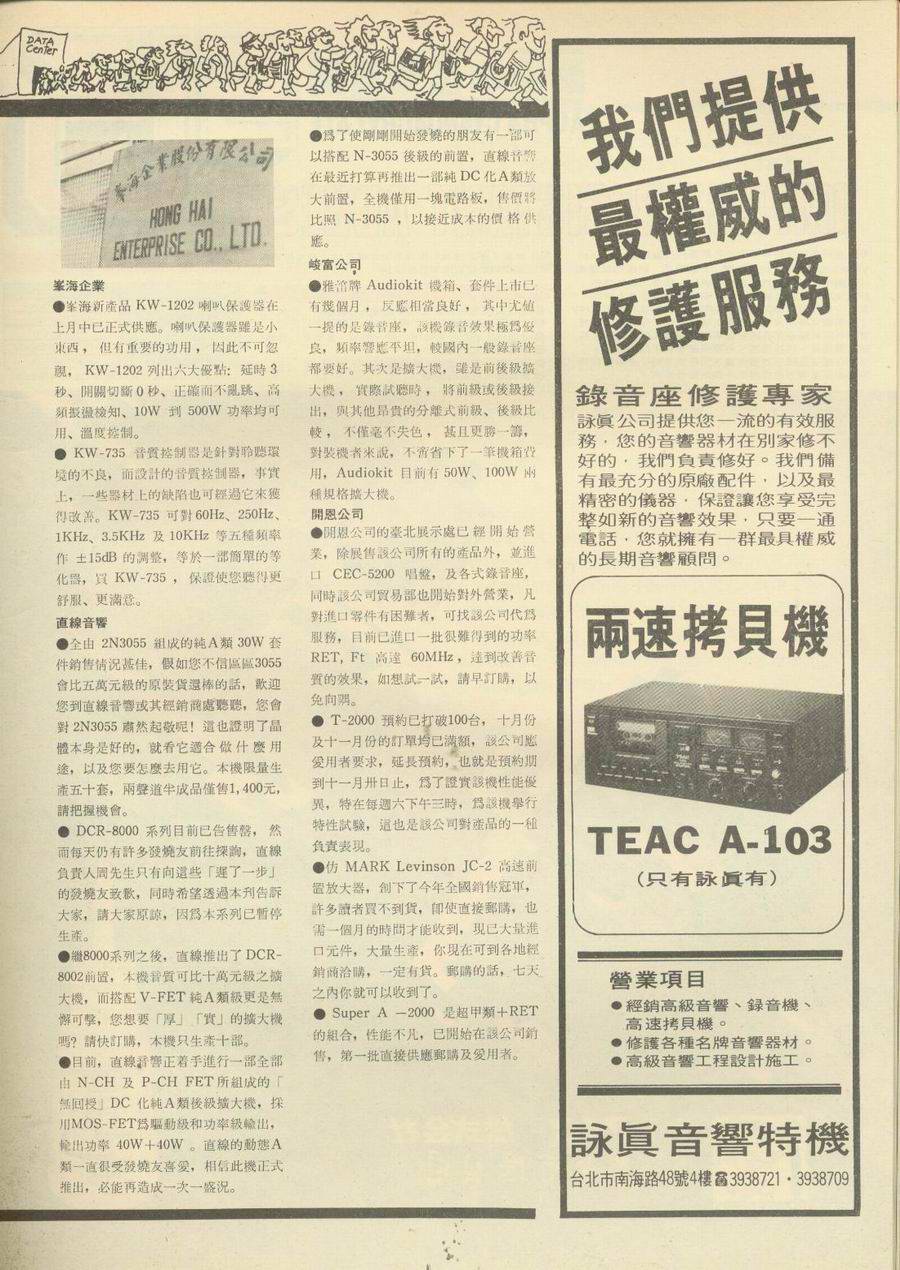 DATA
Center
峯海企業股份有限公司
HONG HAI
ENTERPRISE CO., LTD.
峯海企業
●峯海新產品 KW-1202 喇叭保護器在
上月中已正式供應。喇叭保護器雖是小
東西，但有重要的功用，因此不可忽
視，KW-1202 列出六大優點: 延時 3
秒、開關切斷 0 秒、正確而不亂跳、高
頻振盪檢知、10W 到 500W 功率均可
用、溫度控制。
● KW-735 音質控制器是針對聆聽環
境的不良，而設計的音質控制器，事實
上，一些器材上的缺陷也可經過它來獲
得改善。KW-735 可對 60Hz、250Hz、
1KHz、3.5KHz 及 10KHz 等五種頻率
作 ±15dB 的調整，等於一部簡單的等
化器，買 KW-735，保證使您聽得更
舒服、更滿意。
直線音響
●全由 2N3055 組成的純A類 30W 套
件銷售情況甚佳，假如您不信區區3055
會比五萬元級的原裝貨還棒的話，歡迎
您到直線音響或其經銷商處聽聽，您會
對 2N3055 肅然起敬呢！這也證明了晶
體本身是好的，就看它適合做什麼用
途，以及您要怎麼去用它。本機限量生
產五十套，兩聲道半成品僅售1,400元，
請把握機會。
● DCR-8000 系列目前已告售罄，然
而每天仍有許多發燒友前往探詢，直線
負責人周先生只有向這些「遲了一步」
的發燒友致歉，同時希望透過本刊告訴
大家，請大家原諒，因爲本系列已暫停
生產。
●繼8000系列之後，直線推出了 DCR-
8002前置，本機音質可比十萬元級之擴
大機，而搭配 V-FET 純A類級更是無
懈可擊，您想要「厚」「實」的擴大機
嗎？請快訂購，本機只生產十部。
●目前，直線音響正着手進行一部全部
由 N-CH 及 P-CH FET 所組成的「
無回授」DC 化純A類後級擴大機，採
用MOS-FET爲驅動級和功率級輸出，
輸出功率 40W＋40W。直線的動態A
類一直很受發燒友喜愛，相信此機正式
推出，必能再造成一次一盛況。
●爲了使剛剛開始發燒的朋友有一部可
以搭配 N-3055 後級的前置，直線音響
在最近打算再推出一部純 DC 化A類放
大前置，全機僅用一塊電路板，售價將
比照 N-3055，以接近成本的價格供
應。
峻富公司
●雅涪牌 Audiokit 機箱、套件上市已
有幾個月，反應相當良好，其中尤值
一提的是錄音座，該機錄音效果極爲優
良，頻率響應平坦，較國內一般錄音座
都要好。其次是擴大機，雖是前後級擴
大機，實際試聽時，將前級或後級接
出，與其他昂貴的分離式前級、後級比
較，不僅毫不失色，甚且更勝一籌，
對裝機者來說，不啻省下了一筆機箱費
用，Audiokit 目前有 50W、100W 兩
種規格擴大機。
開恩公司
●開恩公司的臺北展示處已經開始營
業，除展售該公司所有的產品外，並進
口 CEC-5200 唱盤，及各式錄音座，
同時該公司貿易部也開始對外營業，凡
對進口零件有困難者，可找該公司代爲
服務，目前已進口一批很難得到的功率
RET, Ft 高達 60MHz，達到改善音
質的效果，如想試一試，請早訂購，以
免向隅。
● T-2000 預約已打破100台，十月份
及十一月份的訂單均已滿額，該公司應
愛用者要求，延長預約，也就是預約期
到十一月卅日止，爲了證實該機性能優
異，特在每週六下午三時，爲該機舉行
特性試驗，這也是該公司對產品的一種
負責表現。
●仿 MARK Levinson JC-2 高速前
置放大器，創下了今年全國銷售冠軍，
許多讀者買不到貨，卽使直接郵購，也
需一個月的時間才能收到，現已大量進
口元件，大量生產，你現在可到各地經
銷商洽購，一定有貨。郵購的話，七天
之內你就可以收到了。
● Super A －2000 是超甲類＋RET
的組合，性能不凡，已開始在該公司銷
售，第一批直接供應郵購及愛用者。
我們提供
最權威的
修護服務
錄音座修護專家
詠眞公司提供您一流的有效服
務，您的音響器材在別家修不
好的，我們負責修好。我們備
有最充分的原廠配件，以及最
精密的儀器，保證讓您享受完
整如新的音響效果，只要一通
電話，您就擁有一群最具權威
的長期音響顧問。
兩速拷貝機
TEAC A-103
（只有詠眞有）
營業項目
●經銷高級音響、錄音機、
高速拷貝機。
●修護各種名牌音響器材。
●高級音響工程設計施工。
詠眞音響特機
台北市南海路48號4樓☎3938721・3938709